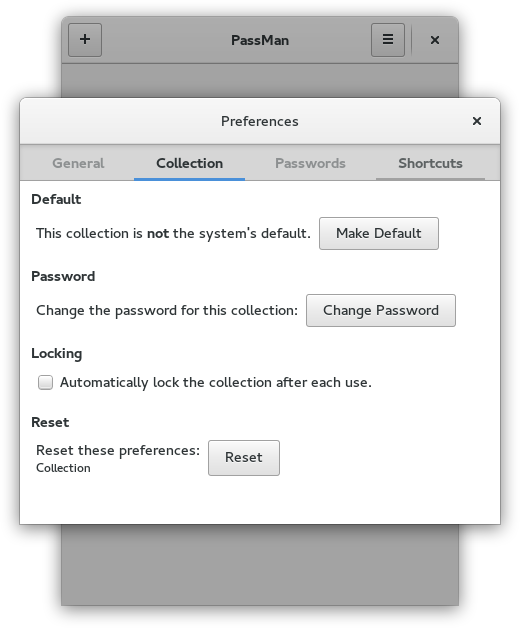 PassMan
Preferences
General Collection Passwords Shortcuts
Default
This collection is not the system's default. Make Default
Password
Change the password for this collection: Change Password
Locking
Automatically lock the collection after each use.
Reset
Reset these preferences: Reset
Collection